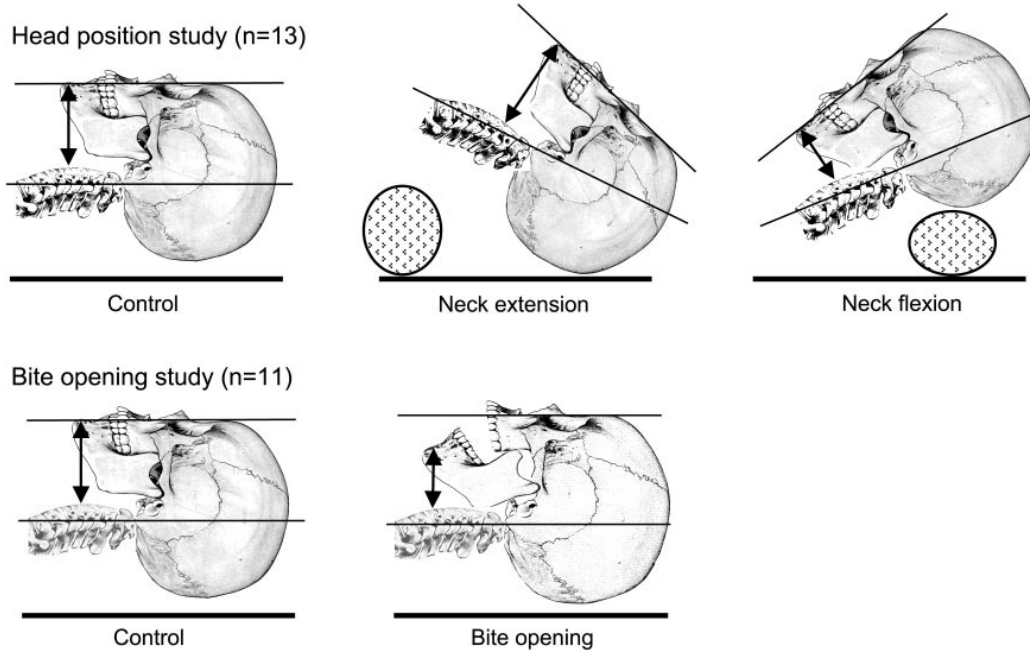 Head position study (n=13)
Control
Neck extension
Neck flexion
Bite opening study (n=11)
Control
Bite opening